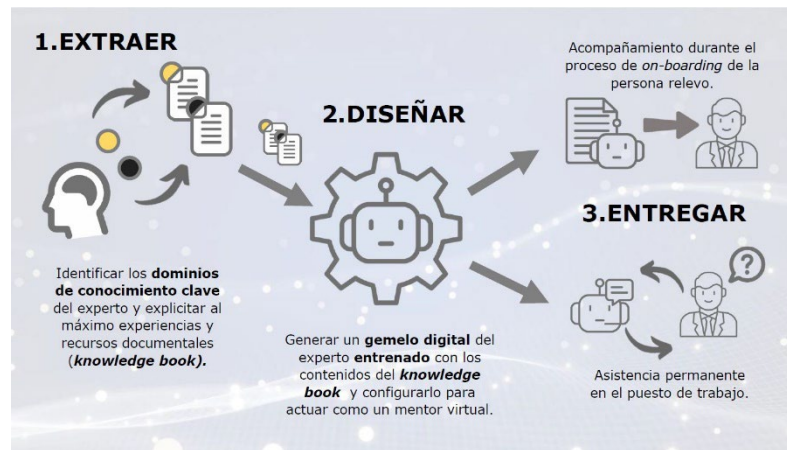 1.EXTRAER
Identificar los dominios
de conocimiento clave
del experto y explicitar al
máximo experiencias y
recursos documentales
(knowledge book).
2.DISEÑAR
Generar un gemelo digital del
experto entrenado con los
contenidos del knowledge
book y configurarlo para
actuar como un mentor virtual.
Acompañamiento durante el
proceso de on-boarding de la
persona relevo.
3.ENTREGAR
?
Asistencia permanente
en el puesto de trabajo.